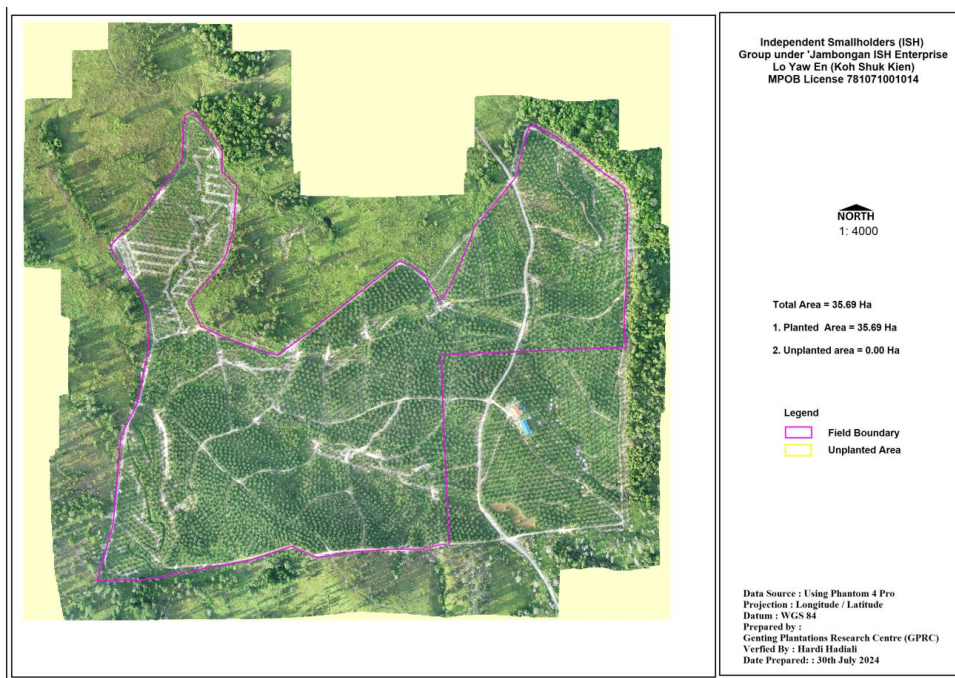 Independent Smallholders (ISH)
Group under 'Jambongan ISH Enterprise
Lo Yaw En (Koh Shuk Kien)
MPOB License 781071001014
NORTH
1: 4000
Total Area = 35.69 Ha
1. Planted Area = 35.69 Ha
2. Unplanted area = 0.00 Ha
Legend
Field Boundary
Unplanted Area
Data Source : Using Phantom 4 Pro
Projection : Longitude / Latitude
Datum : WGS 84
Prepared by :
Genting Plantations Research Centre (GPRC)
Verfied By : Hardi Hadiali
Date Prepared: : 30th July 2024